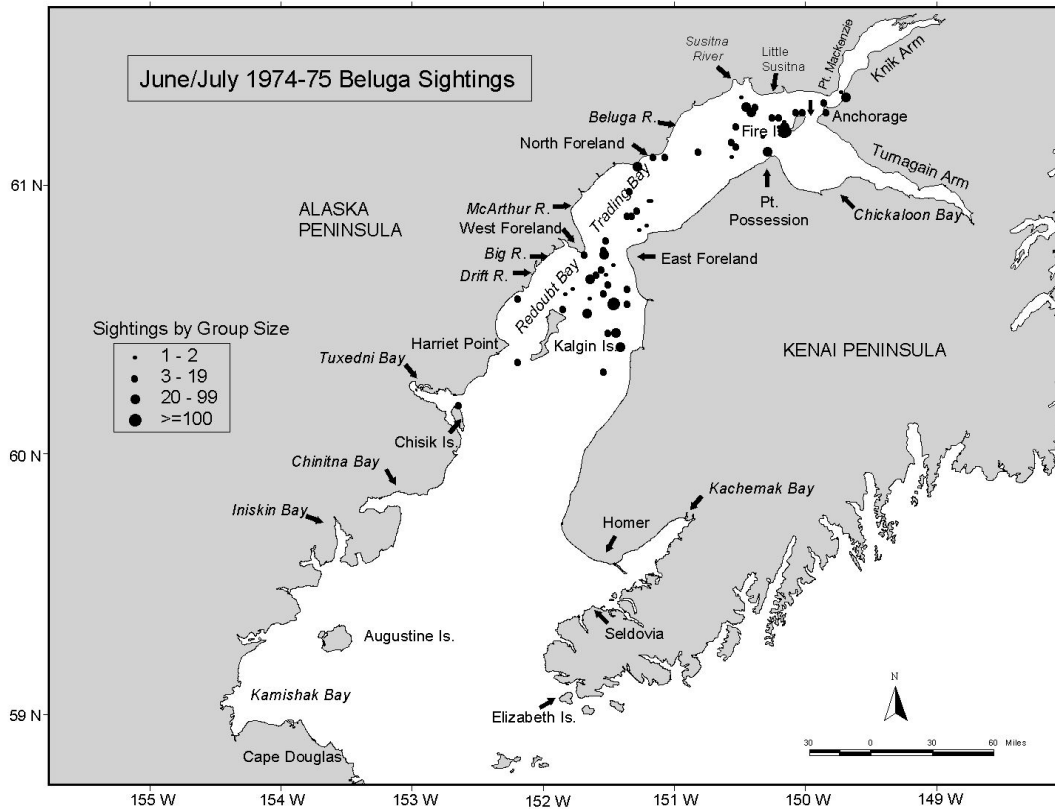 June/July 1974-75 Beluga Sightings
Susitna
River
Little
Susitna
Pt. Mackenzie
Knik Arm
Beluga R.
Fire I
Anchorage
North Foreland
61 N
Turnagain Arm
Trading Bay
Pt.
Possession
Chickaloon Bay
ALASKA
PENINSULA
McArthur R.
West Foreland
Big R.
East Foreland
Drift R.
Redoubt Bay
Sightings by Group Size
1 - 2
3 - 19
20 - 99
>=100
Harriet Point
Kalgin Is.
KENAI PENINSULA
Tuxedni Bay
Chisik Is.
60 N
Chinitna Bay
Kachemak Bay
Iniskin Bay
Homer
Augustine Is.
Seldovia
Kamishak Bay
N
59 N
Elizabeth Is.
Cape Douglas
30 0 30 60 Miles
155 W 154 W 153 W 152 W 151 W 150 W 149 W